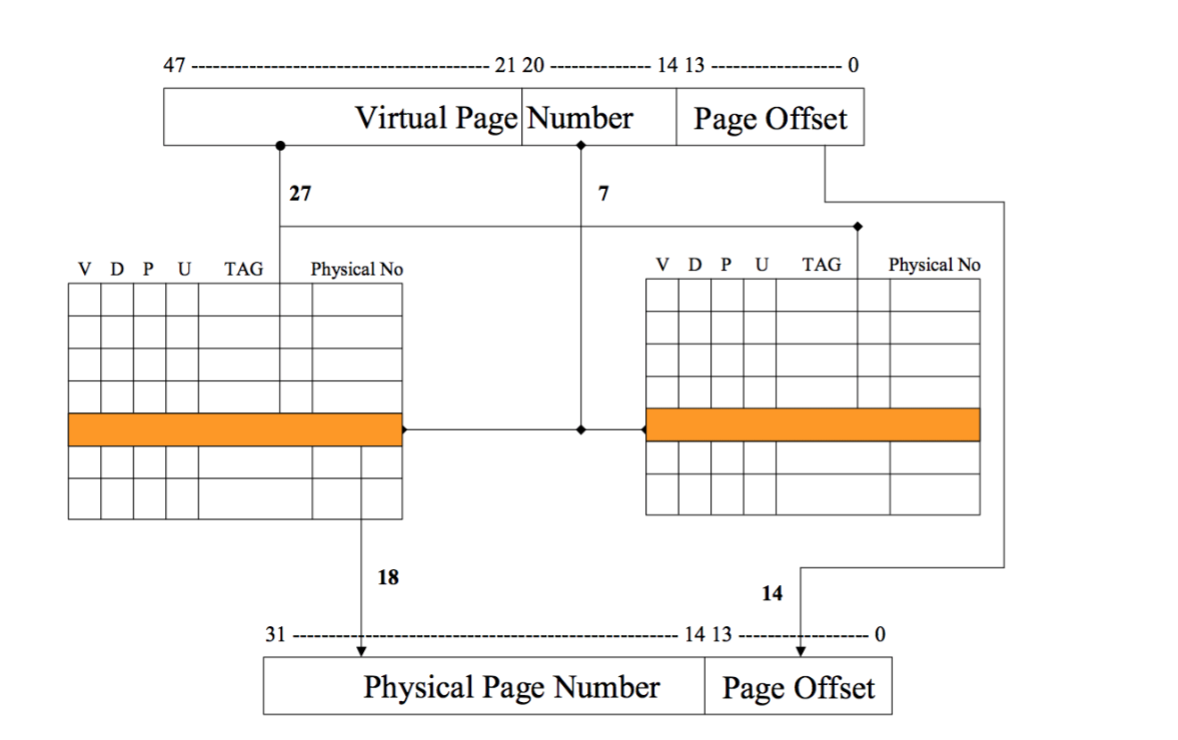 47 ---------------------------------------- 21 20 -------------- 14 13 ------------------ 0
Virtual Page Number Page Offset
27 7
V D P U TAG Physical No V D P U TAG Physical No
18 14
31 ---------------------------------------------------- 14 13 ------------------ 0
Physical Page Number Page Offset